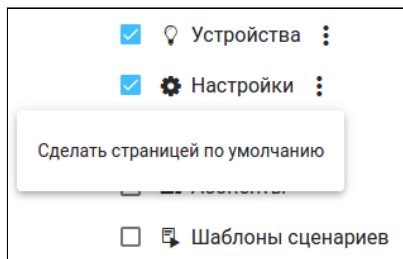 Устройства
Настройки
Сделать страницей по умолчанию
Шаблоны сценариев